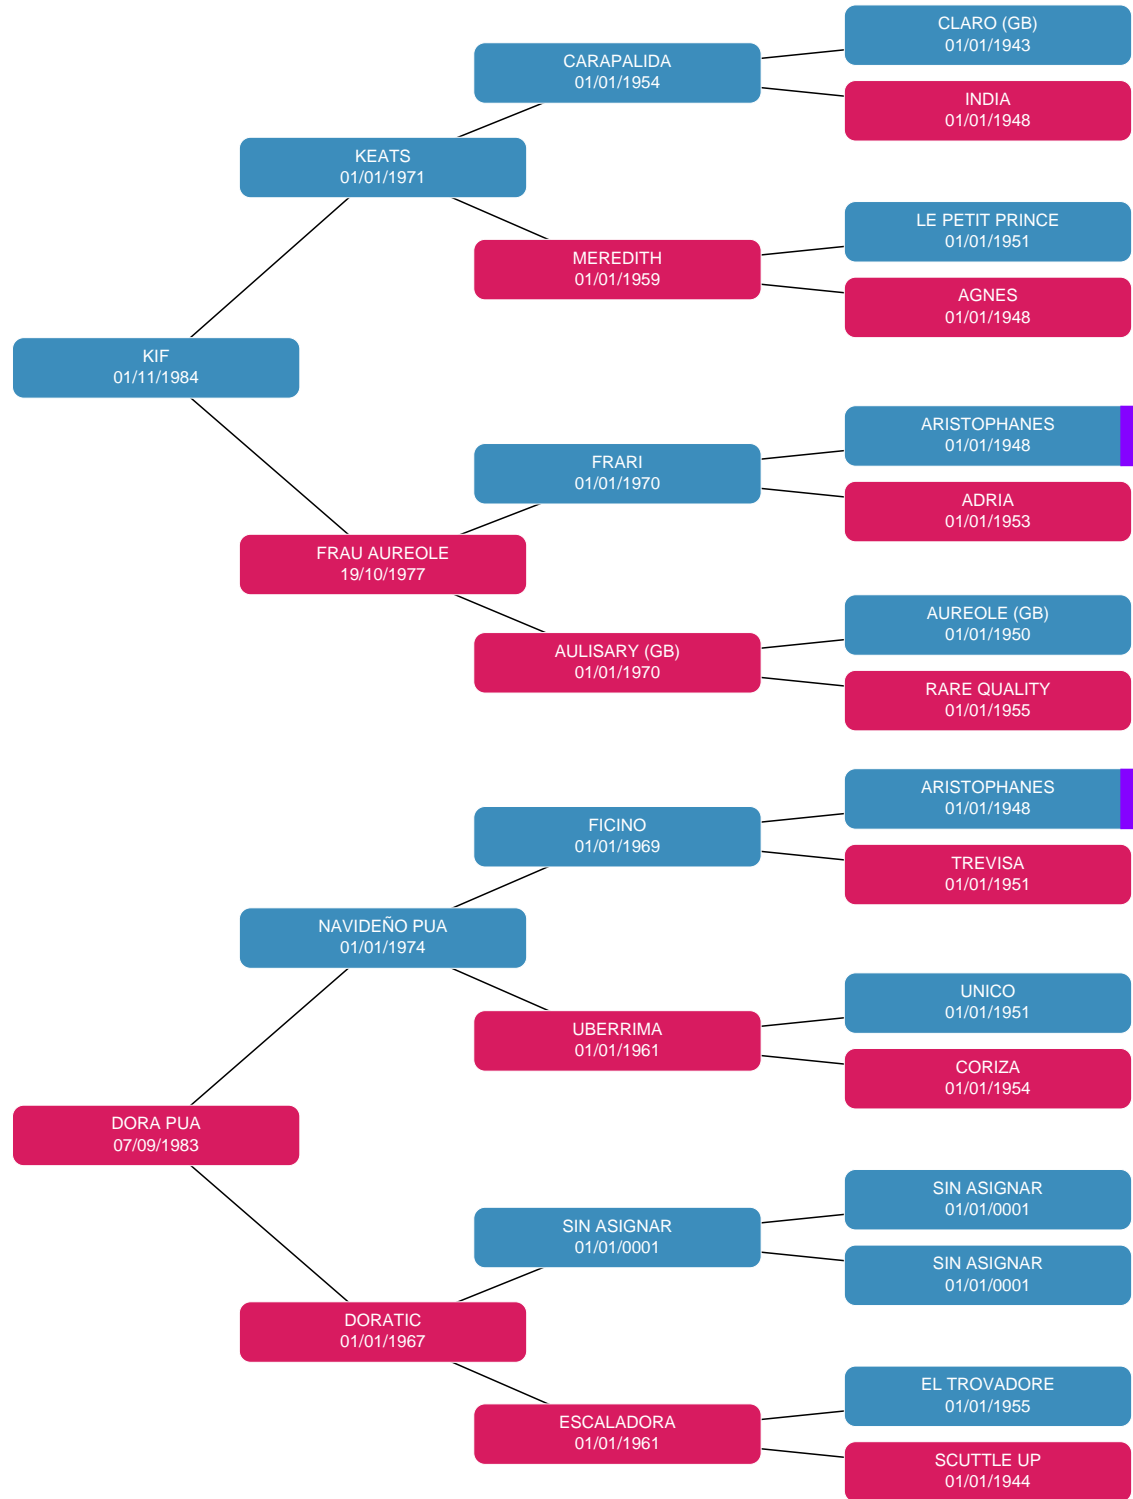 CLARO (GB)
01/01/1943
CARAPALIDA
01/01/1954
INDIA
01/01/1948
KEATS
01/01/1971
LE PETIT PRINCE
01/01/1951
MEREDITH
01/01/1959
AGNES
01/01/1948
KIF
01/11/1984
ARISTOPHANES
01/01/1948
FRARI
01/01/1970
ADRIA
01/01/1953
FRAU AUREOLE
19/10/1977
AUREOLE (GB)
01/01/1950
AULISARY (GB)
01/01/1970
RARE QUALITY
01/01/1955
ARISTOPHANES
01/01/1948
FICINO
01/01/1969
TREVISA
01/01/1951
NAVIDEÑO PUA
01/01/1974
UNICO
01/01/1951
UBERRIMA
01/01/1961
CORIZA
01/01/1954
DORA PUA
07/09/1983
SIN ASIGNAR
01/01/0001
SIN ASIGNAR
01/01/0001
SIN ASIGNAR
01/01/0001
DORATIC
01/01/1967
EL TROVADORE
01/01/1955
ESCALADORA
01/01/1961
SCUTTLE UP
01/01/1944